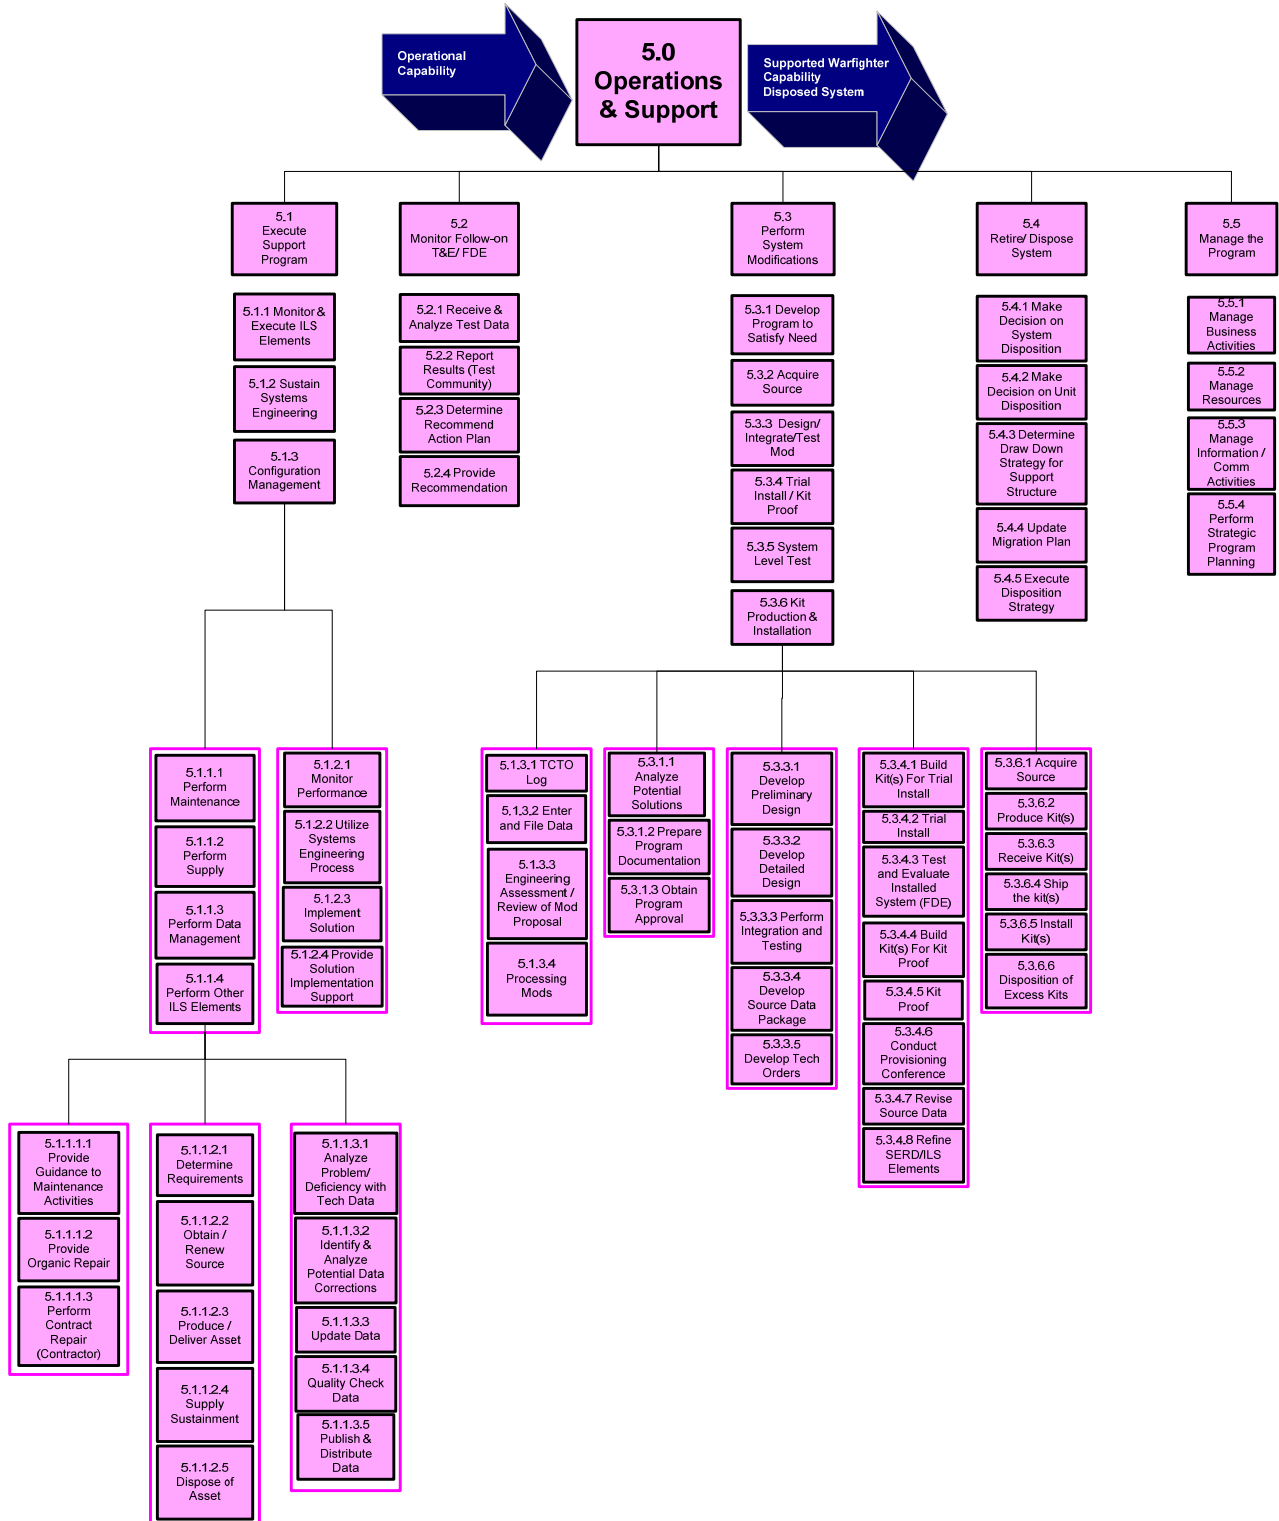 Operational
Capability
5.0
Operations
& Support
Supported Warfighter
Capability
Disposed System
5.1
Execute
Support
Program
5.2
Monitor Follow-on
T&E/ FDE
5.3
Perform
System
Modifications
5.4
Retire/ Dispose
System
5.5
Manage the
Program
5.1.1 Monitor &
Execute ILS
Elements
5.1.2 Sustain
Systems
Engineering
5.1.3
Configuration
Management
5.2.1 Receive &
Analyze Test Data
5.2.2 Report
Results (Test
Community)
5.2.3 Determine
Recommend
Action Plan
5.2.4 Provide
Recommendation
5.3.1 Develop
Program to
Satisfy Need
5.3.2 Acquire
Source
5.3.3 Design/
Integrate/Test
Mod
5.3.4 Trial
Install / Kit
Proof
5.3.5 System
Level Test
5.3.6 Kit
Production &
Installation
5.4.1 Make
Decision on
System
Disposition
5.4.2 Make
Decision on Unit
Disposition
5.4.3 Determine
Draw Down
Strategy for
Support
Structure
5.4.4 Update
Migration Plan
5.4.5 Execute
Disposition
Strategy
5.5.1
Manage
Business
Activities
5.5.2
Manage
Resources
5.5.3
Manage
Information /
Comm
Activities
5.5.4
Perform
Strategic
Program
Planning
5.1.1.1
Perform
Maintenance
5.1.1.2
Perform
Supply
5.1.1.3
Perform Data
Management
5.1.1.4
Perform Other
ILS Elements
5.1.2.1
Monitor
Performance
5.1.2.2 Utilize
Systems
Engineering
Process
5.1.2.3
Implement
Solution
5.1.2.4 Provide
Solution
Implementation
Support
5.1.3.1 TCTO
Log
5.1.3.2 Enter
and File Data
5.1.3.3
Engineering
Assessment /
Review of Mod
Proposal
5.1.3.4
Processing
Mods
5.3.1.1
Analyze
Potential
Solutions
5.3.1.2 Prepare
Program
Documentation
5.3.1.3 Obtain
Program
Approval
5.3.3.1
Develop
Preliminary
Design
5.3.3.2
Develop
Detailed
Design
5.3.3.3 Perform
Integration and
Testing
5.3.3.4
Develop
Source Data
Package
5.3.3.5
Develop Tech
Orders
5.3.4.1 Build
Kit(s) For Trial
Install
5.3.4.2 Trial
Install
5.3.4.3 Test
and Evaluate
Installed
System (FDE)
5.3.4.4 Build
Kit(s) For Kit
Proof
5.3.4.5 Kit
Proof
5.3.4.6
Conduct
Provisioning
Conference
5.3.4.7 Revise
Source Data
5.3.4.8 Refine
SERD/ILS
Elements
5.3.6.1 Acquire
Source
5.3.6.2
Produce Kit(s)
5.3.6.3
Receive Kit(s)
5.3.6.4 Ship
the kit(s)
5.3.6.5 Install
Kit(s)
5.3.6.6
Disposition of
Excess Kits
5.1.1.1.1
Provide
Guidance to
Maintenance
Activities
5.1.1.1.2
Provide
Organic Repair
5.1.1.1.3
Perform
Contract
Repair
(Contractor)
5.1.1.2.1
Determine
Requirements
5.1.1.2.2
Obtain /
Renew
Source
5.1.1.2.3
Produce /
Deliver Asset
5.1.1.2.4
Supply
Sustainment
5.1.1.2.5
Dispose of
Asset
5.1.1.3.1
Analyze
Problem/
Deficiency with
Tech Data
5.1.1.3.2
Identify &
Analyze
Potential Data
Corrections
5.1.1.3.3
Update Data
5.1.1.3.4
Quality Check
Data
5.1.1.3.5
Publish &
Distribute
Data